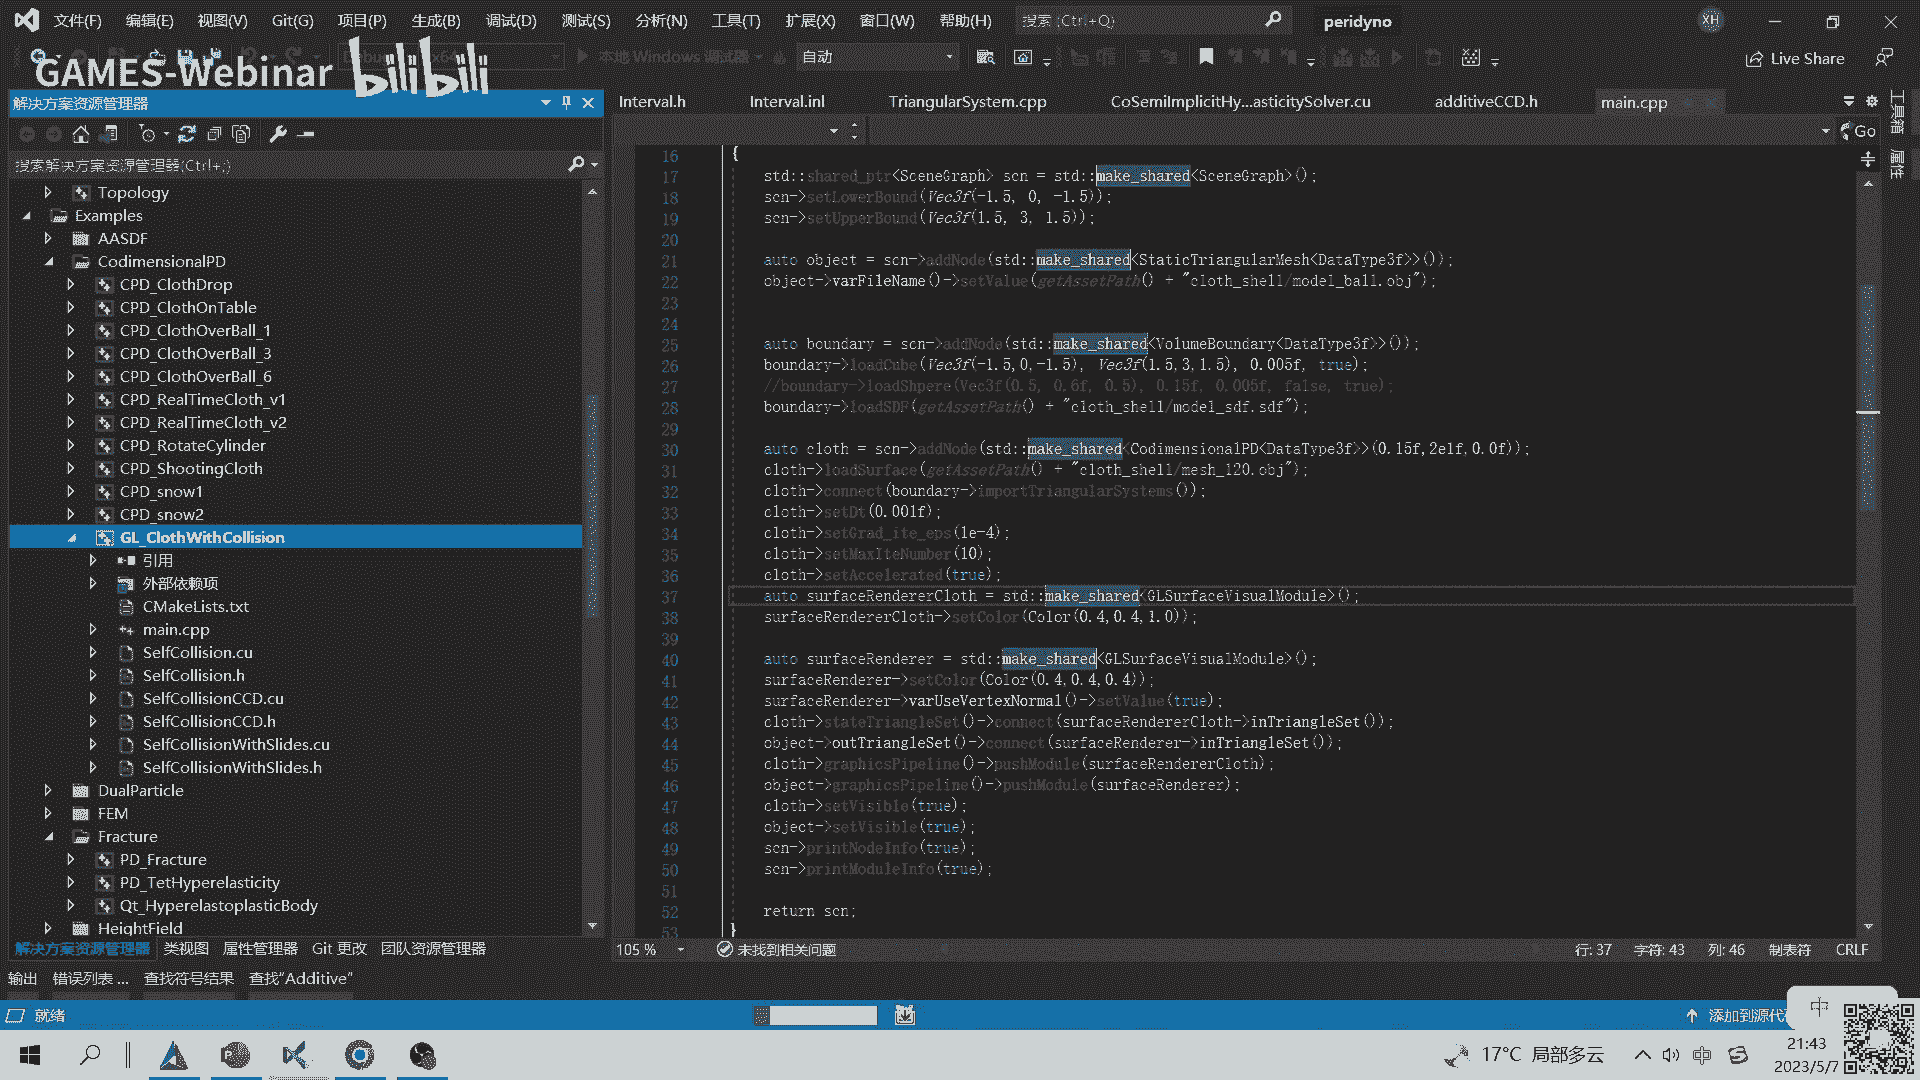 文件(F) 编辑(E) 视图(V) Git(G) 项目(P) 生成(B) 调试(D) 测试(S) 分析(N) 工具(T) 扩展(X) 窗口(W) 帮助(H) 搜索 (Ctrl+Q) peridyno XH
本地 Windows 调试器 自动 Live Share
GAMES-Webinar bilibili
解决方案资源管理器
Interval.h Interval.inl TriangularSystem.cpp CoSemiImplicitHy...asticitySolver.cu additiveCCD.h main.cpp
工具箱
属性
Go
搜索解决方案资源管理器(Ctrl+;)
Topology
Examples
AASDF
CodimensionalPD
CPD_ClothDrop
CPD_ClothOnTable
CPD_ClothOverBall_1
CPD_ClothOverBall_3
CPD_ClothOverBall_6
CPD_RealTimeCloth_v1
CPD_RealTimeCloth_v2
CPD_RotateCylinder
CPD_ShootingCloth
CPD_snow1
CPD_snow2
GL_ClothWithCollision
引用
外部依赖项
CMakeLists.txt
main.cpp
SelfCollision.cu
SelfCollision.h
SelfCollisionCCD.cu
SelfCollisionCCD.h
SelfCollisionWithSlides.cu
SelfCollisionWithSlides.h
DualParticle
FEM
Fracture
PD_Fracture
PD_TetHyperelasticity
Qt_HyperelastoplasticBody
HeightField
解决方案资源管理器 类视图 属性管理器 Git 更改 团队资源管理器
16 {
17 std::shared_ptr<SceneGraph> scn = std::make_shared<SceneGraph>();
18 scn->setLowerBound(Vec3f(-1.5, 0, -1.5));
19 scn->setUpperBound(Vec3f(1.5, 3, 1.5));
20
21 auto object = scn->addNode(std::make_shared<StaticTriangularMesh<DataType3f>>());
22 object->varFileName()->setValue(getAssetPath() + "cloth_shell/model_ball.obj");
23
24
25 auto boundary = scn->addNode(std::make_shared<VolumeBoundary<DataType3f>>());
26 boundary->loadCube(Vec3f(-1.5,0,-1.5), Vec3f(1.5,3,1.5), 0.005f, true);
27 //boundary->loadShpere(Vec3f(0.5, 0.6f, 0.5), 0.15f, 0.005f, false, true);
28 boundary->loadSDF(getAssetPath() + "cloth_shell/model_sdf.sdf");
29
30 auto cloth = scn->addNode(std::make_shared<CodimensionalPD<DataType3f>>(0.15f,2e1f,0.0f));
31 cloth->loadSurface(getAssetPath() + "cloth_shell/mesh_120.obj");
32 cloth->connect(boundary->importTriangularSystems());
33 cloth->setDt(0.001f);
34 cloth->setGrad_ite_eps(1e-4);
35 cloth->setMaxIteNumber(10);
36 cloth->setAccelerated(true);
37 auto surfaceRendererCloth = std::make_shared<GLSurfaceVisualModule>();
38 surfaceRendererCloth->setColor(Color(0.4,0.4,1.0));
39
40 auto surfaceRenderer = std::make_shared<GLSurfaceVisualModule>();
41 surfaceRenderer->setColor(Color(0.4,0.4,0.4));
42 surfaceRenderer->varUseVertexNormal()->setValue(true);
43 cloth->stateTriangleSet()->connect(surfaceRendererCloth->inTriangleSet());
44 object->outTriangleSet()->connect(surfaceRenderer->inTriangleSet());
45 cloth->graphicsPipeline()->pushModule(surfaceRendererCloth);
46 object->graphicsPipeline()->pushModule(surfaceRenderer);
47 cloth->setVisible(true);
48 object->setVisible(true);
49 scn->printNodeInfo(true);
50 scn->printModuleInfo(true);
51
52 return scn;
53 }
105 % 未找到相关问题 行: 37 字符: 43 列: 46 制表符 CRLF
输出 错误列表 ... 查找符号结果 查找"Additive"
就绪 添加到源代
中
17°C 局部多云 中 21:43
2023/5/7